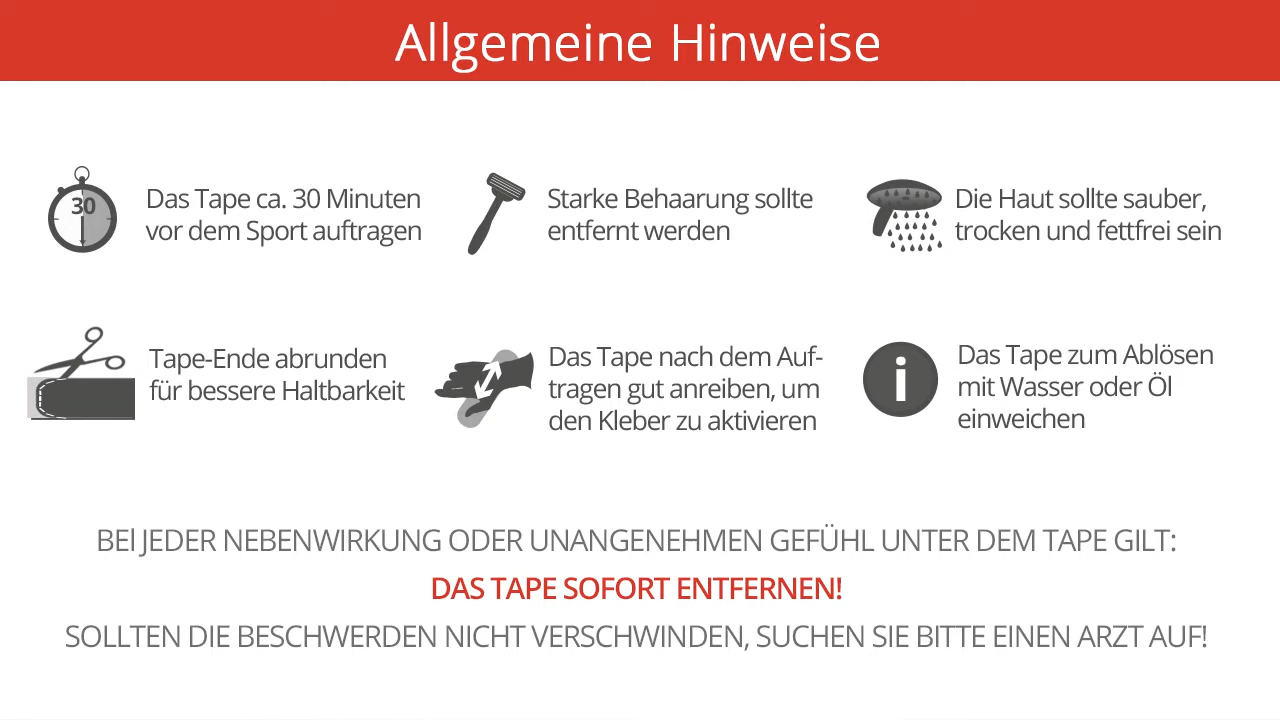 Allgemeine Hinweise
30
Das Tape ca. 30 Minuten
vor dem Sport auftragen
Starke Behaarung sollte
entfernt werden
Die Haut sollte sauber,
trocken und fettfrei sein
Tape-Ende abrunden
für bessere Haltbarkeit
Das Tape nach dem Auf-
tragen gut anreiben, um
den Kleber zu aktivieren
i
Das Tape zum Ablösen
mit Wasser oder Öl
einweichen
BEl JEDER NEBENWIRKUNG ODER UNANGENEHMEN GEFÜHL UNTER DEM TAPE GILT:
DAS TAPE SOFORT ENTFERNEN!
SOLLTEN DIE BESCHWERDEN NICHT VERSCHWINDEN, SUCHEN SIE BITTE EINEN ARZT AUF!